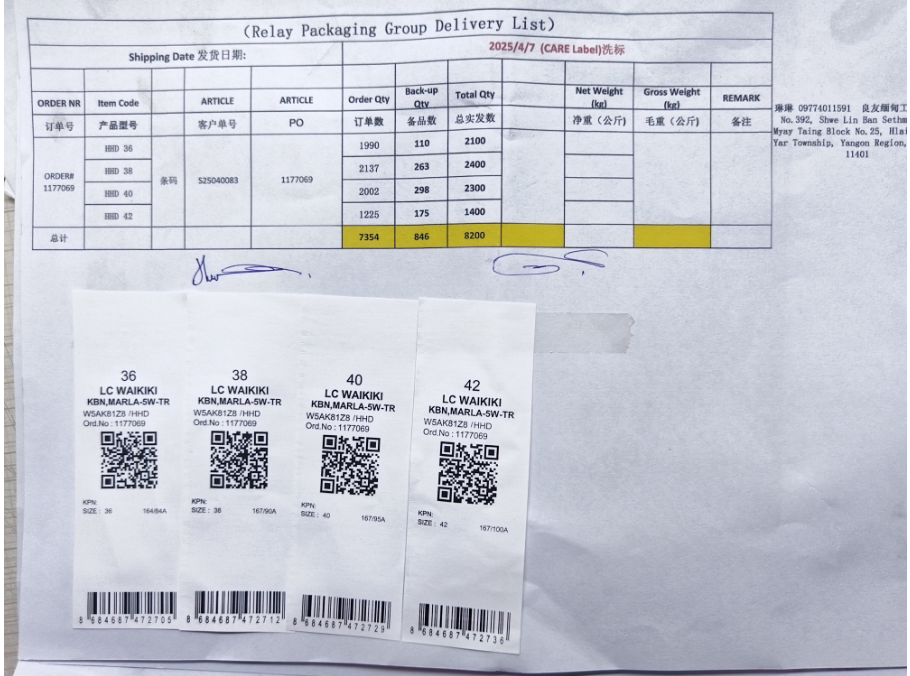 (Relay Packaging Group Delivery List)
Shipping Date 发货日期: 2025/4/7 (CARE Label)洗标
ORDER NR Item Code ARTICLE ARTICLE Order Qty Back-up Qty Total Qty Net Weight (kg) Gross Weight (kg) REMARK
订单号 产品型号 客户单号 PO 订单数 备品数 总实发数 净重（公斤) 毛重（公斤) 备注
ORDER# 1177069 条码 S25040083 1177069
HHD 36 1990 110 2100
HHD 38 2137 263 2400
HHD 40 2002 298 2300
HHD 42 1225 175 1400
总计 7354 846 8200
琳琳 09774011591 良友缅甸工
No.392, Shwe Lin Ban
Myay Taing Block No.25,
Yar Township, Yangon Region,
11401
36
LC WAIKIKI
KBN,MARLA-5W-TR
W5AK81Z8 /HHD
Ord.No : 1177069
KPN:
SIZE : 36 164/84A
8 684687 472705
38
LC WAIKIKI
KBN,MARLA-5W-TR
W5AK81Z8 /HHD
Ord.No : 1177069
KPN:
SIZE : 38 167/90A
8 684687 472712
40
LC WAIKIKI
KBN,MARLA-5W-TR
W5AK81Z8 /HHD
Ord.No : 1177069
KPN:
SIZE : 40 167/95A
8 684687 472729
42
LC WAIKIKI
KBN,MARLA-5W-TR
W5AK81Z8 /HHD
Ord.No : 1177069
KPN:
SIZE : 42 167/100A
8 684687 472736